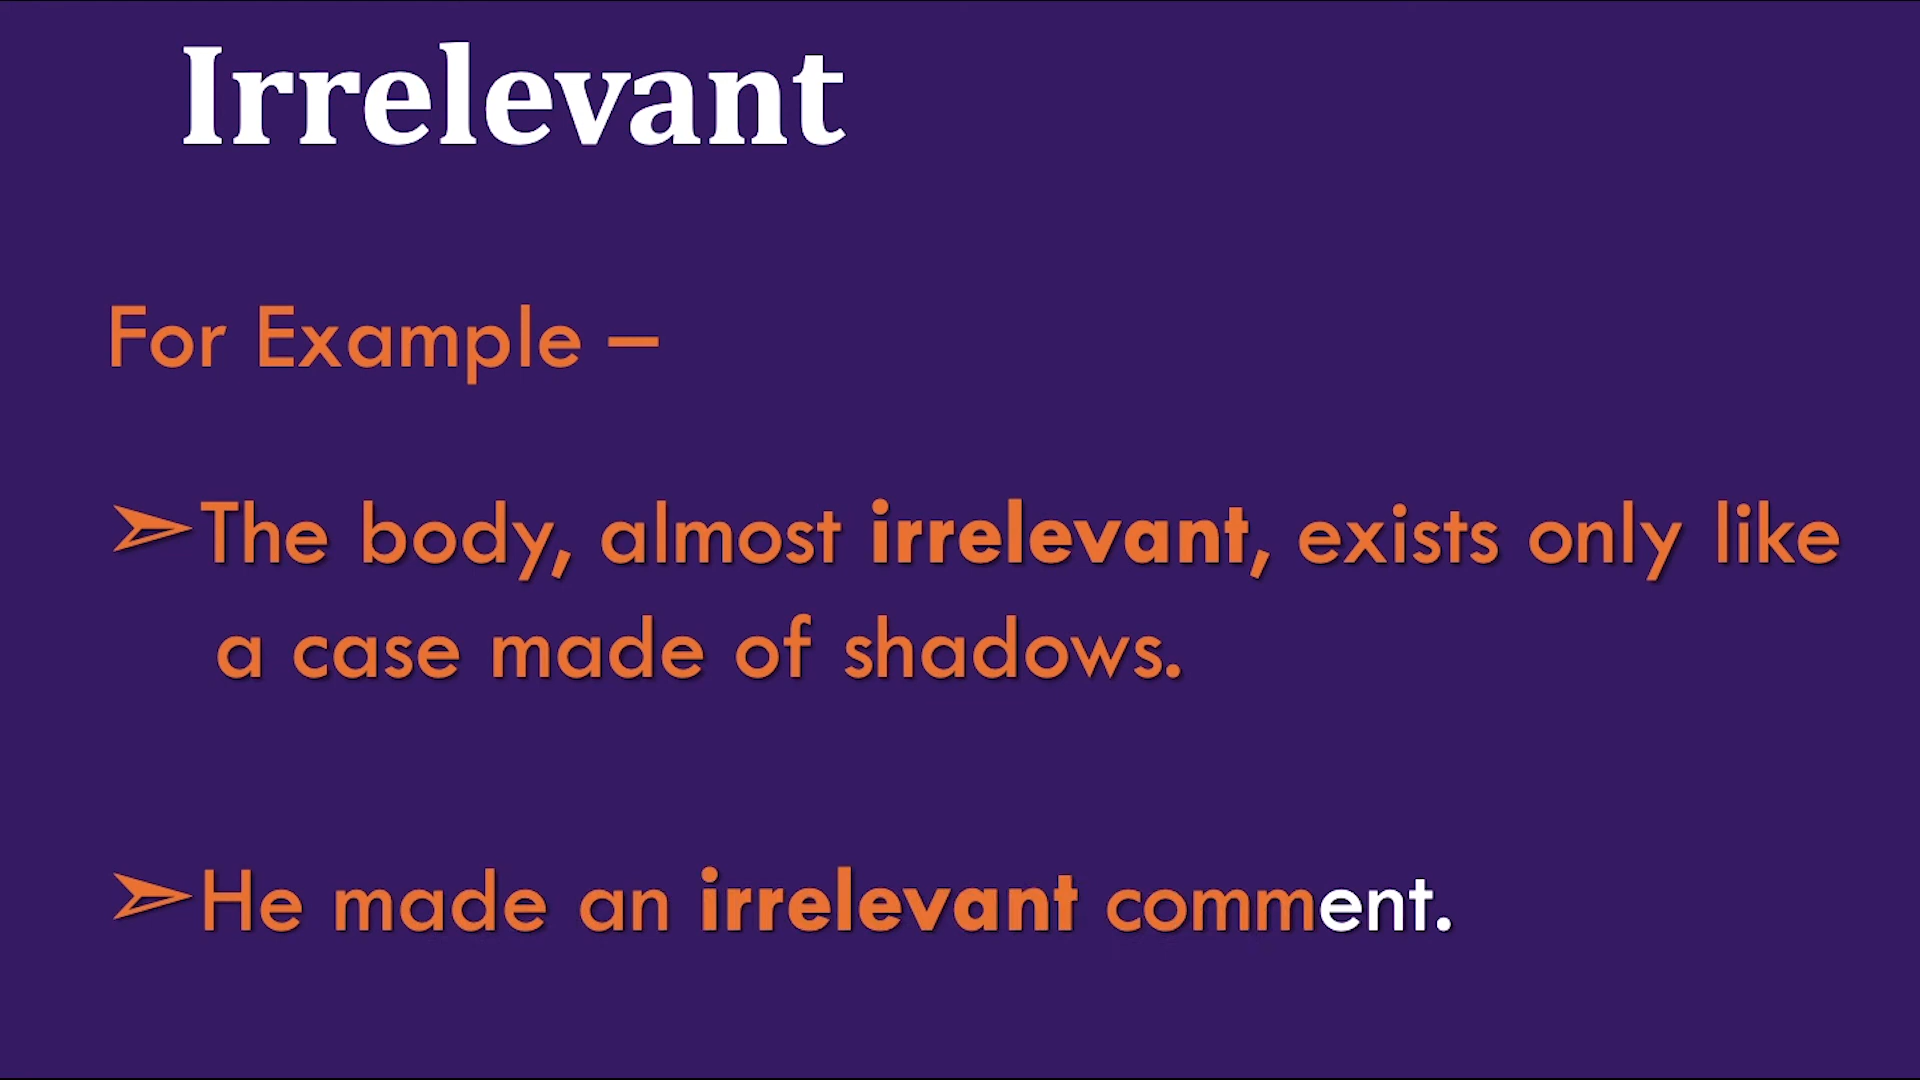 Irrelevant
For Example –
➢The body, almost irrelevant, exists only like
a case made of shadows.
➢He made an irrelevant comment.